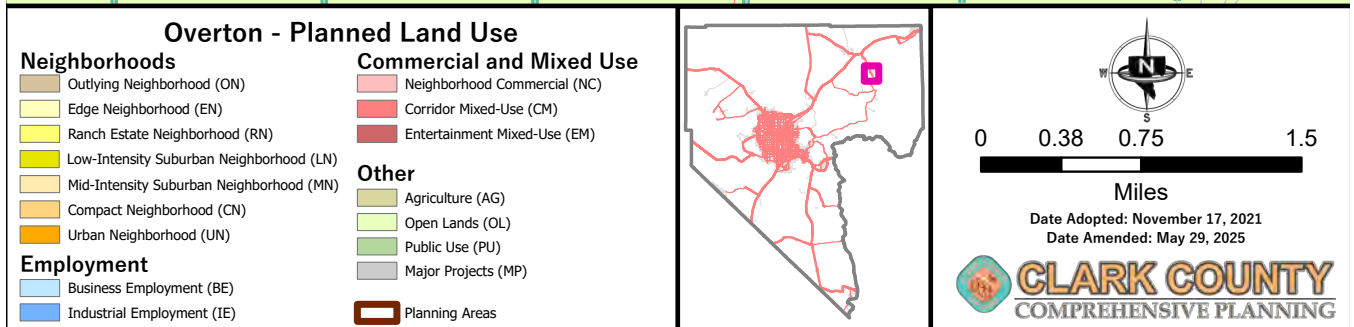 Overton - Planned Land Use
Neighborhoods
Outlying Neighborhood (ON)
Edge Neighborhood (EN)
Ranch Estate Neighborhood (RN)
Low-Intensity Suburban Neighborhood (LN)
Mid-Intensity Suburban Neighborhood (MN)
Compact Neighborhood (CN)
Urban Neighborhood (UN)
Employment
Business Employment (BE)
Industrial Employment (IE)
Commercial and Mixed Use
Neighborhood Commercial (NC)
Corridor Mixed-Use (CM)
Entertainment Mixed-Use (EM)
Other
Agriculture (AG)
Open Lands (OL)
Public Use (PU)
Major Projects (MP)
Planning Areas
W N E
S
0 0.38 0.75 1.5
Miles
Date Adopted: November 17, 2021
Date Amended: May 29, 2025
CLARK COUNTY
COMPREHENSIVE PLANNING